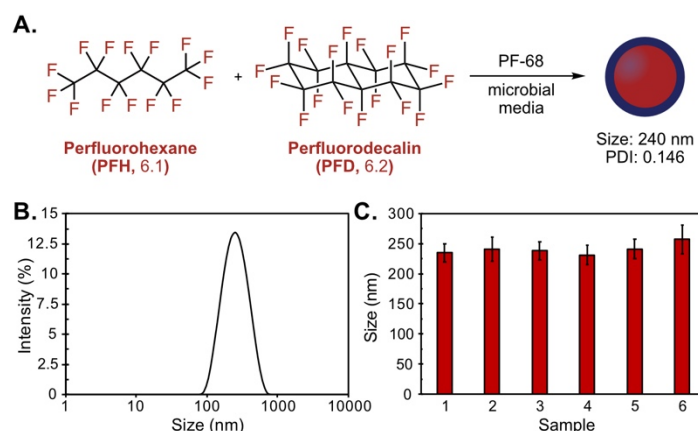 A.
F F F F
F F
F F
F F F F F F
+
F F F F
F F F F
F F F F
F F F F
F F
Perfluorohexane
(PFH, 6.1)
Perfluorodecalin
(PFD, 6.2)
PF-68
microbial
media
Size: 240 nm
PDI: 0.146
B.
Intensity (%)
15
12.5
10
7.5
5
2.5
0
1 10 100 1000 10000
Size (nm)
C.
Size (nm)
300
250
200
150
100
50
0
1 2 3 4 5 6
Sample